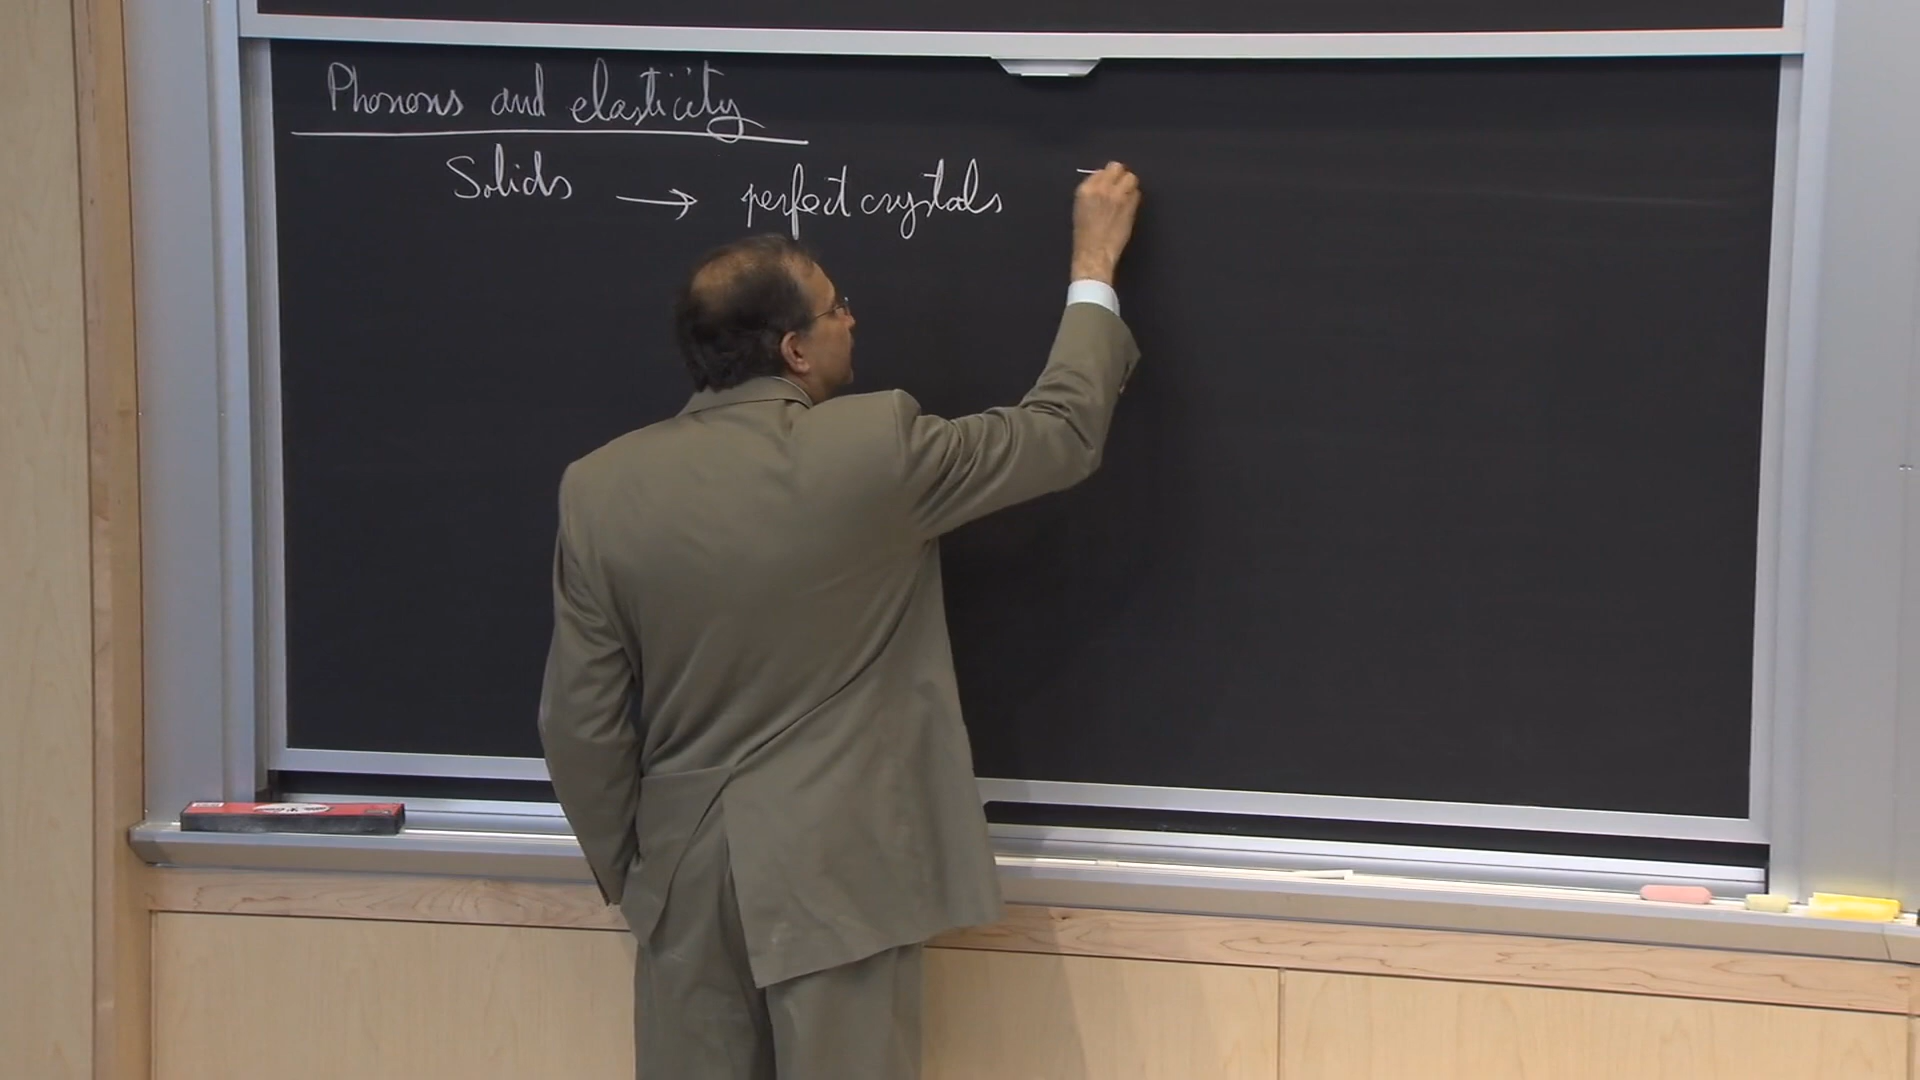 Phonons and elasticity
Solids → perfect crystals